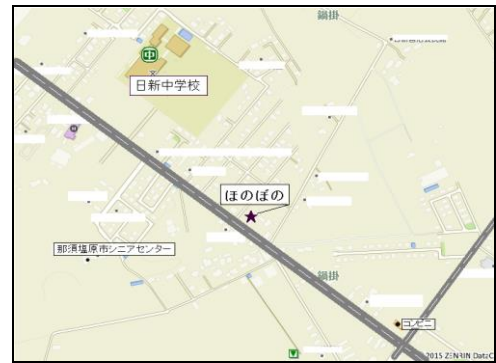 鍋掛
中
日新中学校
ほのぼの
那須塩原市シニアセンター
鍋掛
コンビニ
2015 ZENRIN DataC